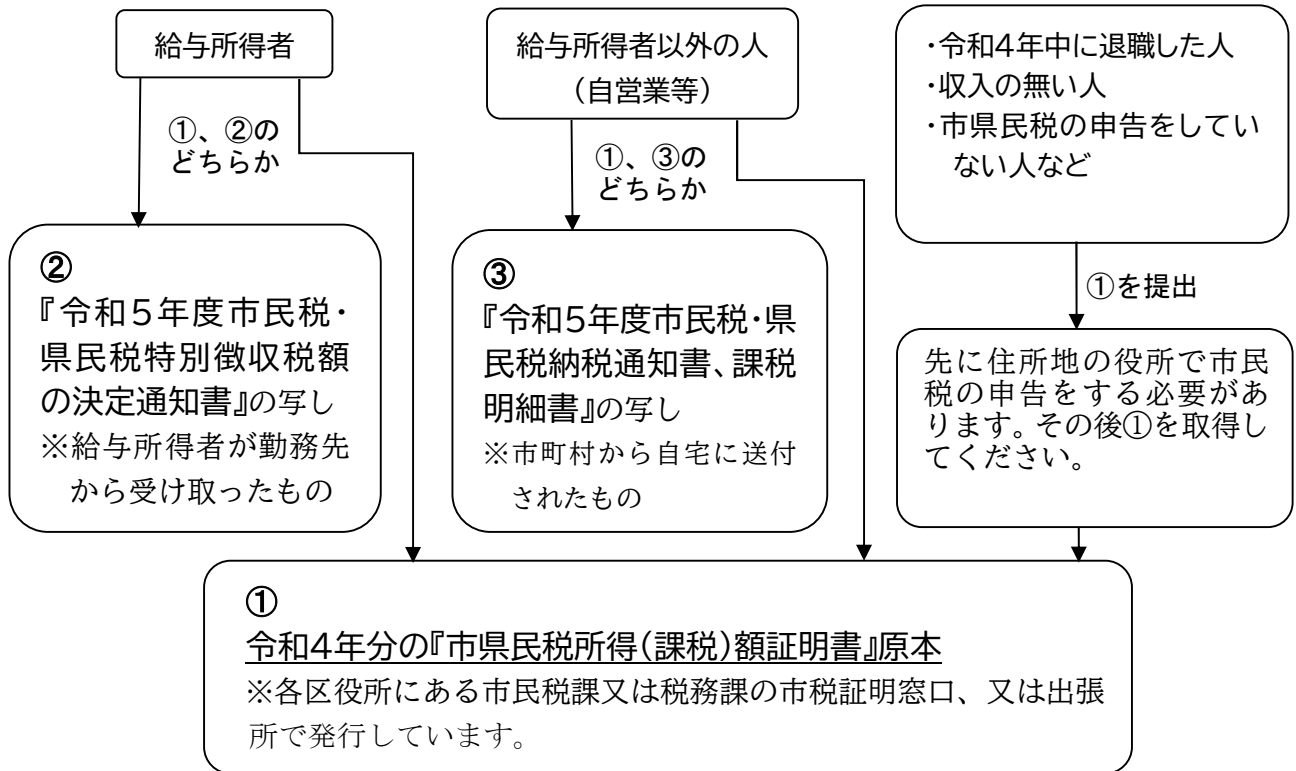 給与所得者
①、②の
どちらか
②
『令和５年度市民税・
県民税特別徴収税額
の決定通知書』の写し
※給与所得者が勤務先
から受け取ったもの
給与所得者以外の人
（自営業等）
①、③の
どちらか
③
『令和５年度市民税・県
民税納税通知書、課税
明細書』の写し
※市町村から自宅に送付
されたもの
・令和４年中に退職した人
・収入の無い人
・市県民税の申告をしてい
ない人など
①を提出
先に住所地の役所で市民
税の申告をする必要があ
ります。その後①を取得し
てください。
①
令和４年分の『市県民税所得（課税）額証明書』原本
※各区役所にある市民税課又は税務課の市税証明窓口、又は出張
所で発行しています。